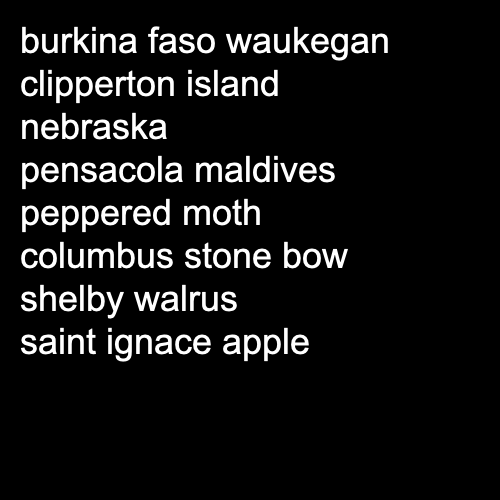 burkina faso waukegan
clipperton island
nebraska
pensacola maldives
peppered moth
columbus stone bow
shelby walrus
saint ignace apple